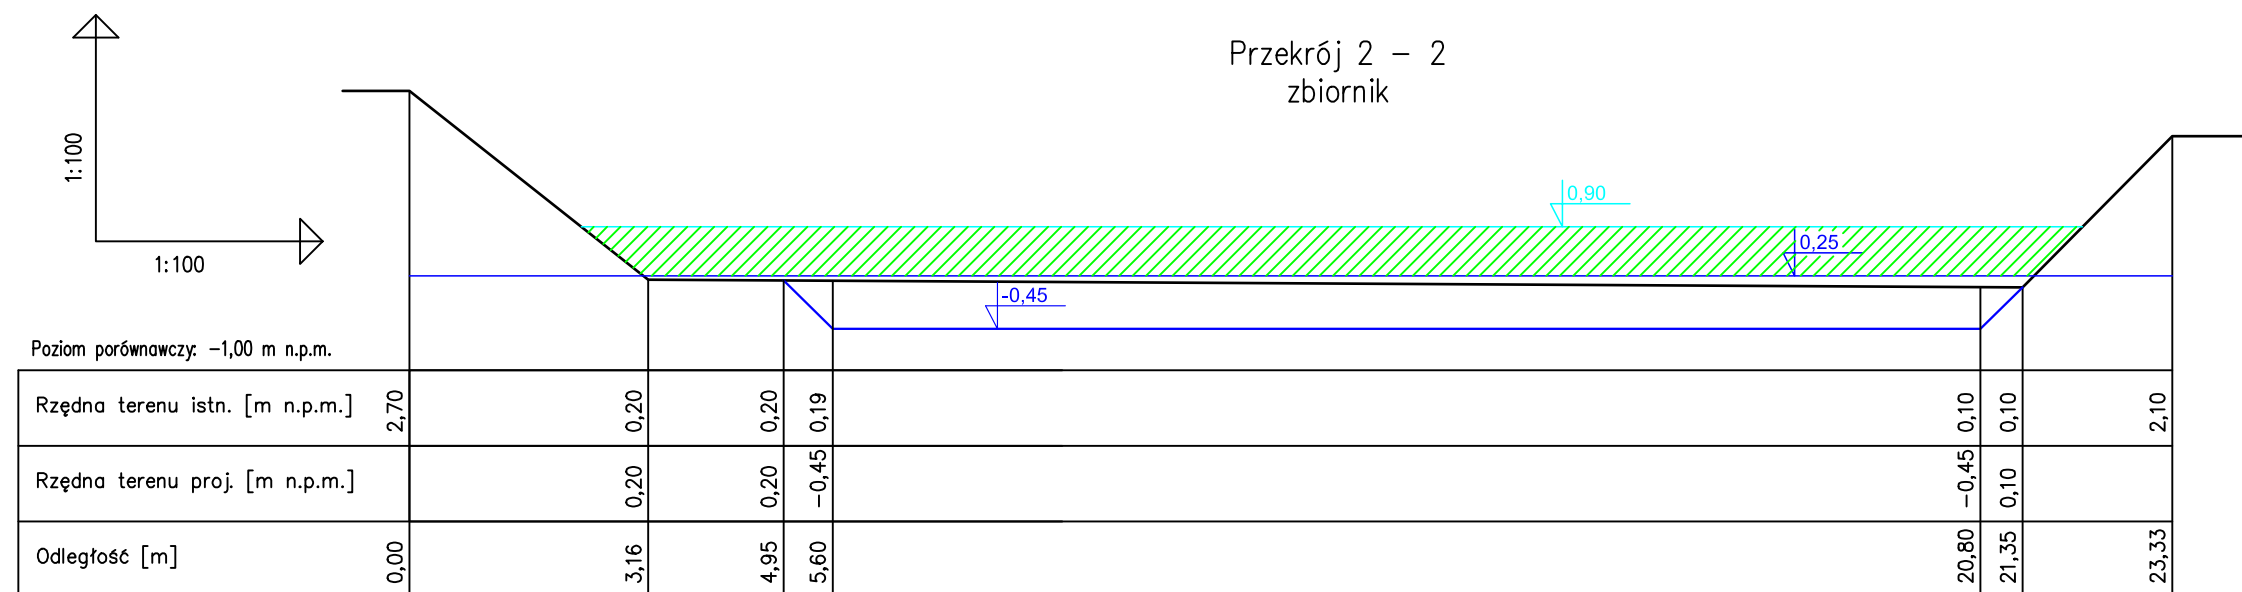 Przekrój 2 - 2
zbiornik
1:100
1:100
0,90
0,25
-0,45
Poziom porównawczy: -1,00 m n.p.m.
Rzędna terenu istn. [m n.p.m.] 2,70 0,20 0,20 0,19 0,10 0,10 2,10
Rzędna terenu proj. [m n.p.m.] 0,20 0,20 -0,45 -0,45 0,10
Odległość [m] 0,00 3,16 4,95 5,60 20,80 21,35 23,33